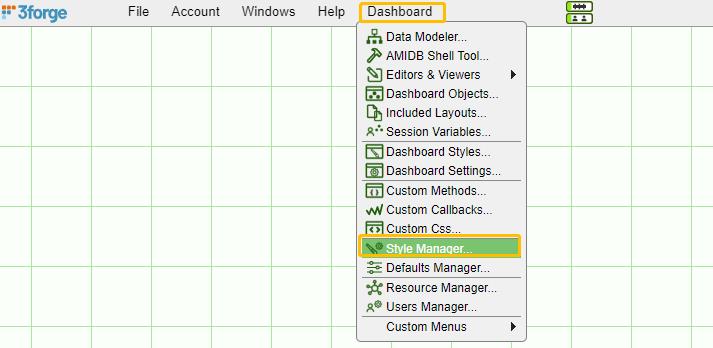 3forge
File Account Windows Help Dashboard
Data Modeler...
AMIDB Shell Tool...
Editors & Viewers
Dashboard Objects...
Included Layouts...
Session Variables...
Dashboard Styles...
Dashboard Settings...
Custom Methods...
Custom Callbacks...
Custom Css...
Style Manager...
Defaults Manager...
Resource Manager...
Users Manager...
Custom Menus